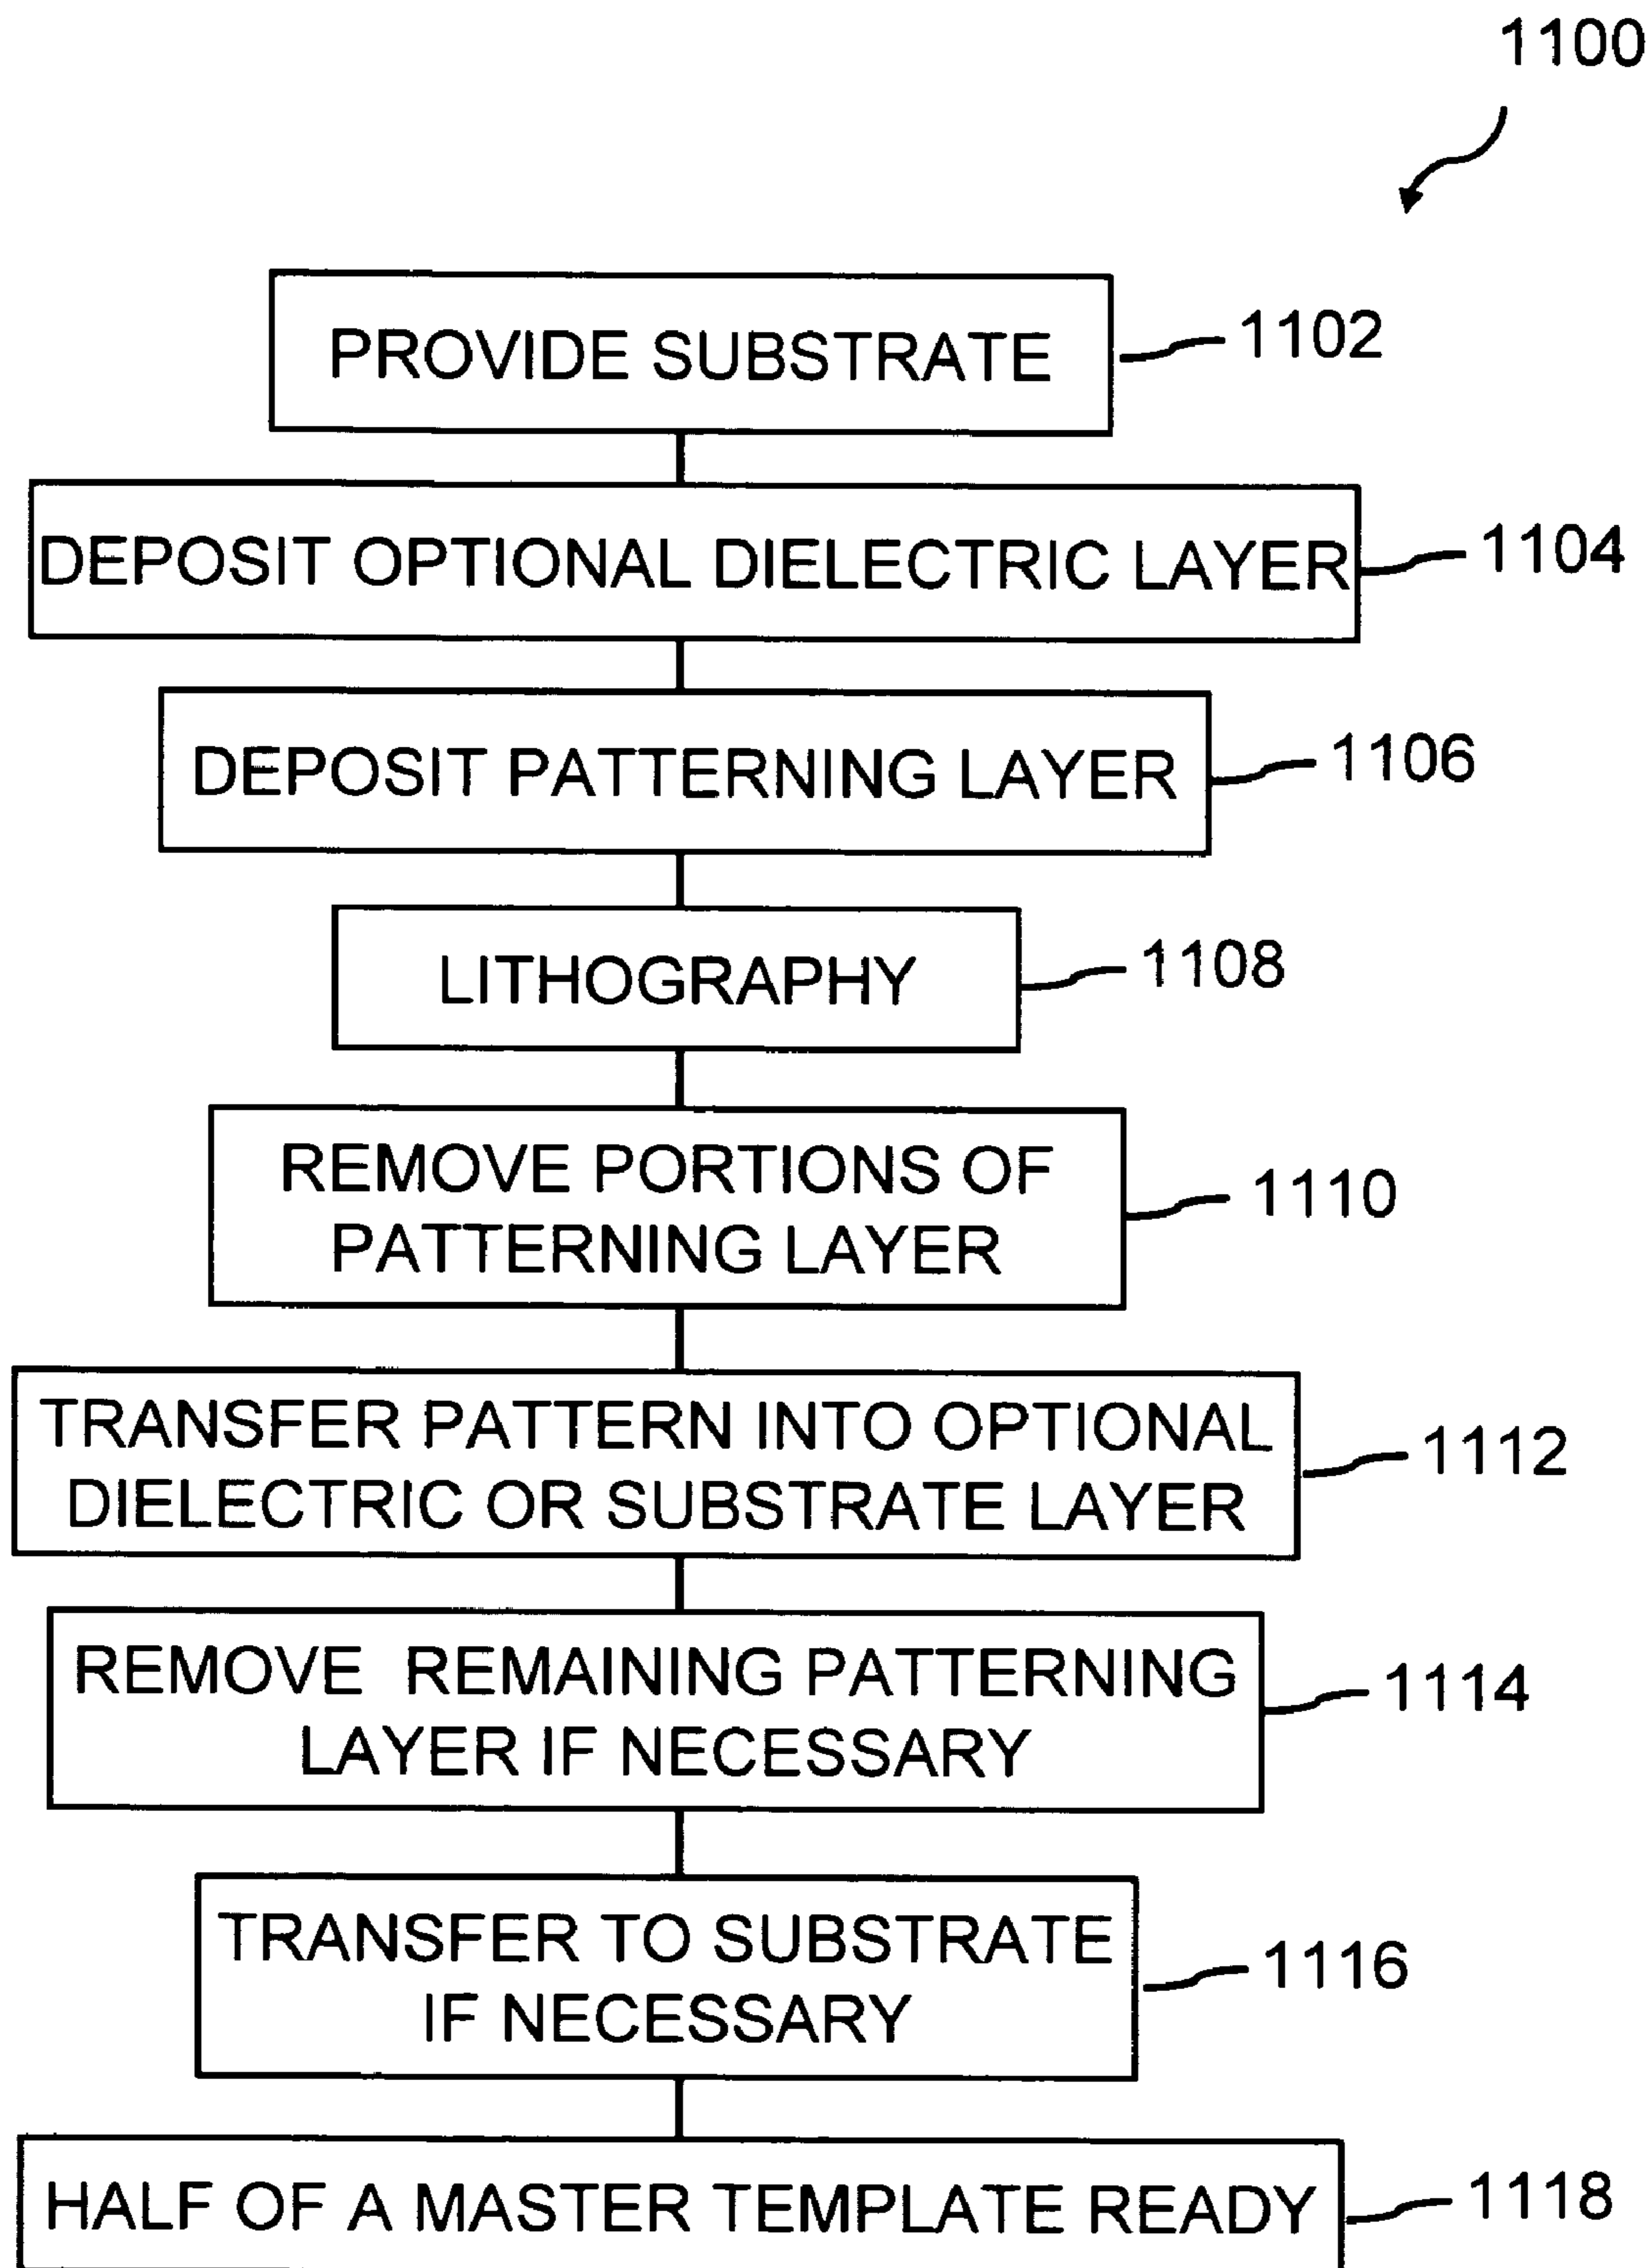 1100
PROVIDE SUBSTRATE
1102
DEPOSIT OPTIONAL DIELECTRIC LAYER
1104
DEPOSIT PATTERNING LAYER
1106
LITHOGRAPHY
1108
REMOVE PORTIONS OF
PATTERNING LAYER
1110
TRANSFER PATTERN INTO OPTIONAL
DIELECTRIC OR SUBSTRATE LAYER
1112
REMOVE REMAINING PATTERNING
LAYER IF NECESSARY
1114
TRANSFER TO SUBSTRATE
IF NECESSARY
1116
HALF OF A MASTER TEMPLATE READY
1118